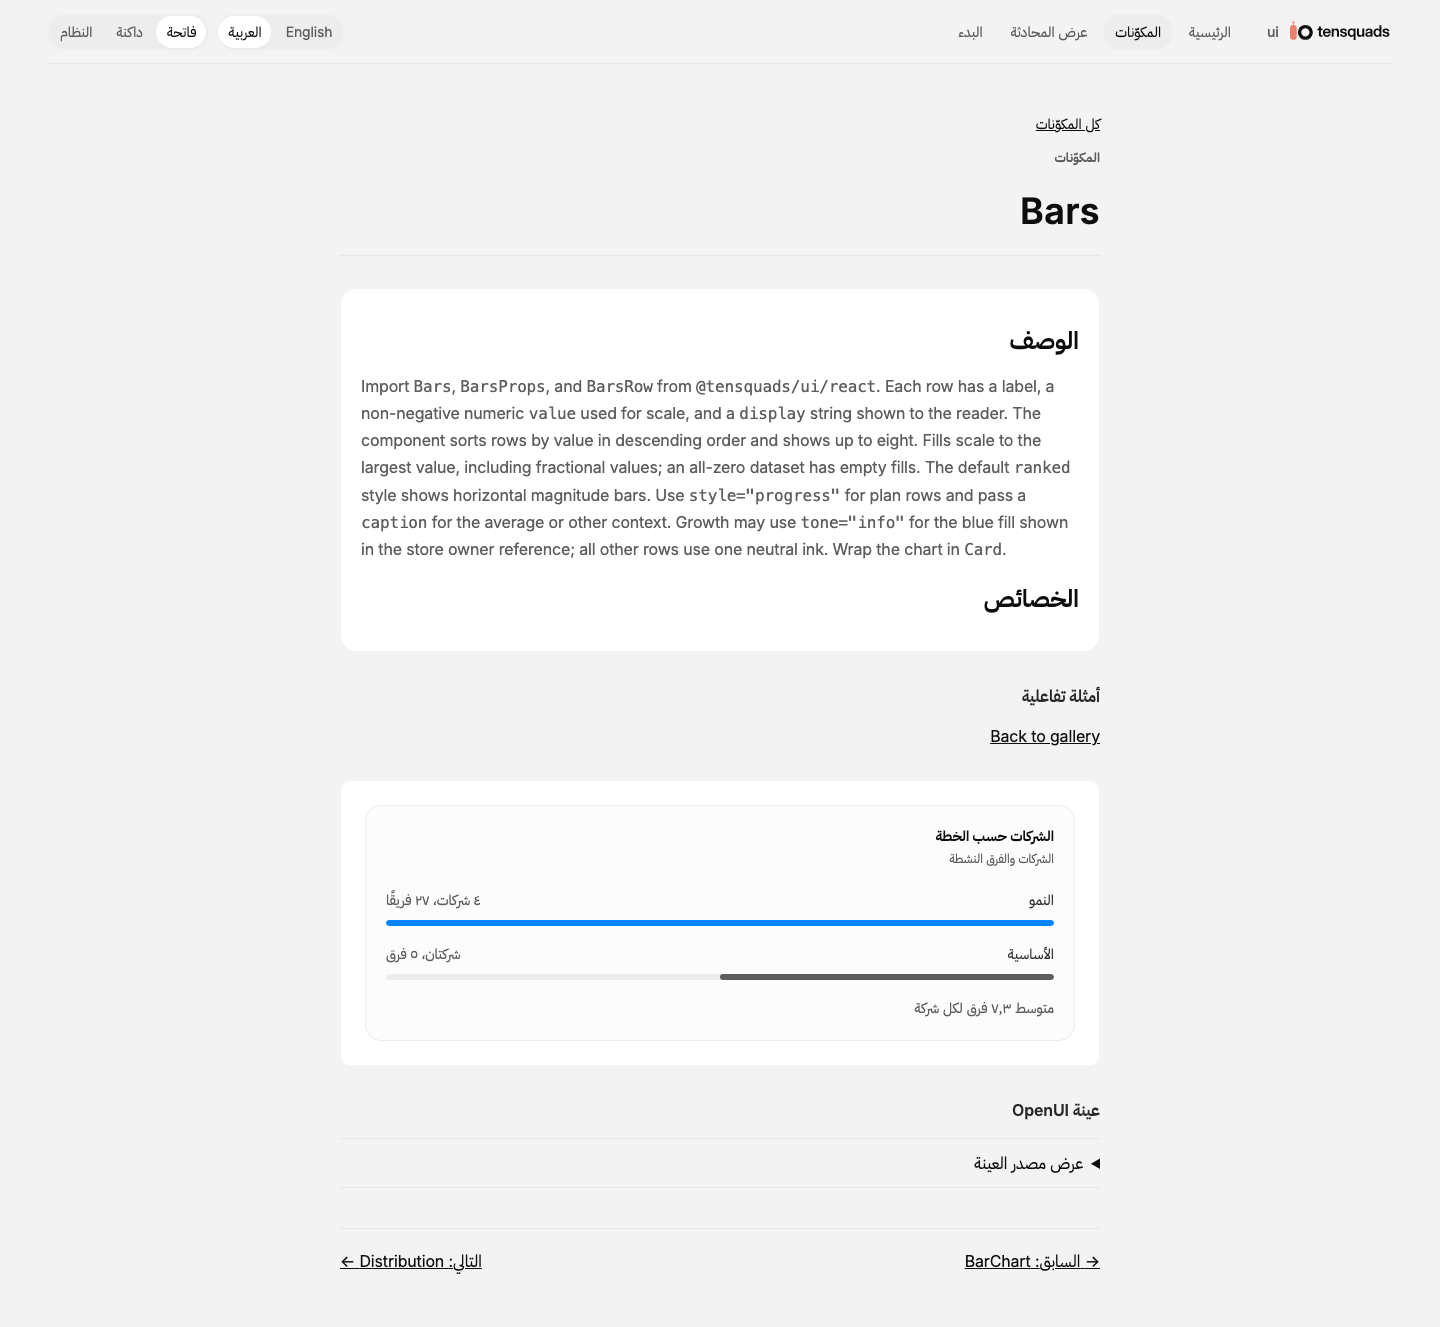 tensquads ui
الرئيسية
المكوّنات
عرض المحادثة
البدء
English
العربية
فاتحة
داكنة
النظام
كل المكوّنات
المكوّنات
Bars
الوصف
Import Bars, BarsProps, and BarsRow from @tensquads/ui/react. Each row has a label, a
non-negative numeric value used for scale, and a display string shown to the reader. The
component sorts rows by value in descending order and shows up to eight. Fills scale to the
largest value, including fractional values; an all-zero dataset has empty fills. The default ranked
style shows horizontal magnitude bars. Use style="progress" for plan rows and pass a
caption for the average or other context. Growth may use tone="info" for the blue fill shown
in the store owner reference; all other rows use one neutral ink. Wrap the chart in Card.
الخصائص
أمثلة تفاعلية
Back to gallery
الشركات حسب الخطة
الشركات والفرق النشطة
النمو
٤ شركات، ٢٧ فريقًا
الأساسية
شركتان، ٥ فرق
متوسط ٧,٣ فرق لكل شركة
عينة OpenUI
عرض مصدر العينة
→ السابق: BarChart
التالي: Distribution ←